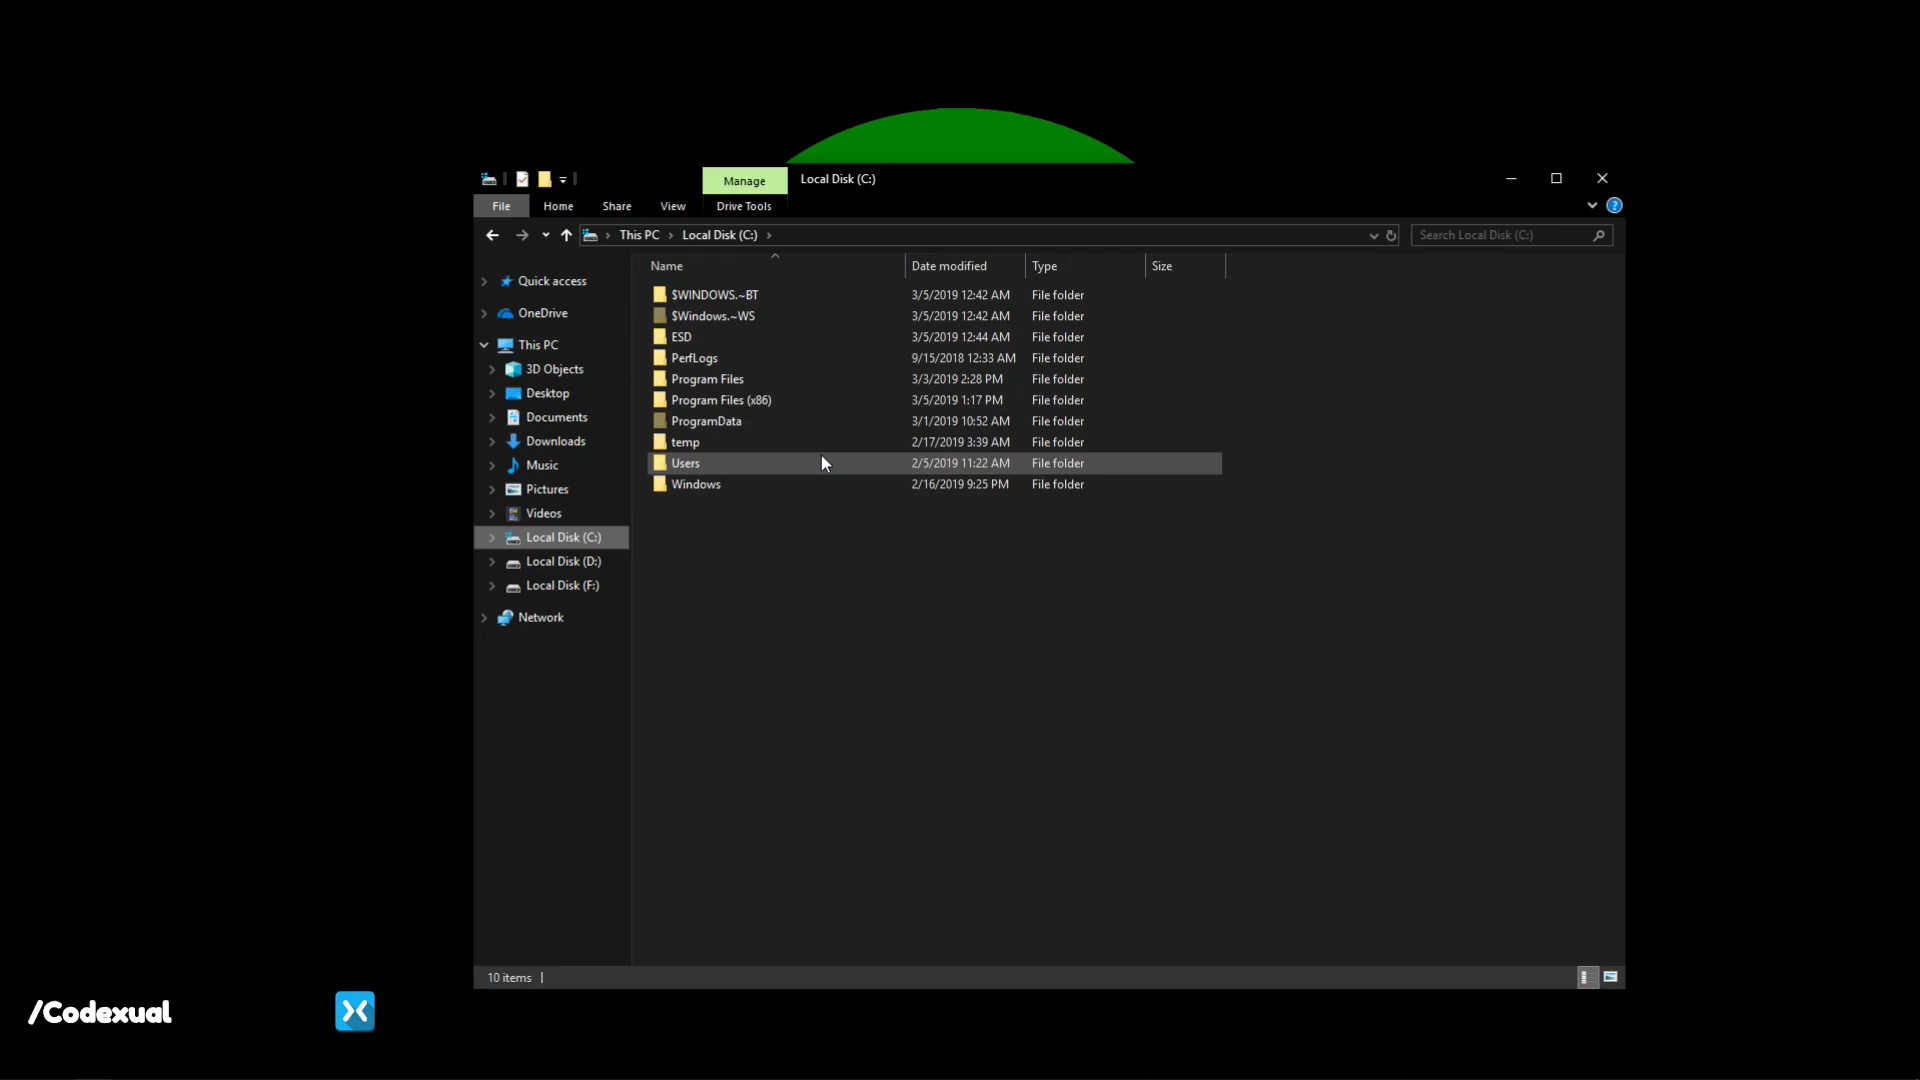 Manage
Local Disk (C:)
File Home Share View Drive Tools
?
This PC Local Disk (C:)
Search Local Disk (C:)
Name Date modified Type Size
Quick access
OneDrive
This PC
3D Objects
Desktop
Documents
Downloads
Music
Pictures
Videos
Local Disk (C:)
Local Disk (D:)
Local Disk (F:)
Network
$WINDOWS.~BT 3/5/2019 12:42 AM File folder
$Windows.~WS 3/5/2019 12:42 AM File folder
ESD 3/5/2019 12:44 AM File folder
PerfLogs 9/15/2018 12:33 AM File folder
Program Files 3/3/2019 2:28 PM File folder
Program Files (x86) 3/5/2019 1:17 PM File folder
ProgramData 3/1/2019 10:52 AM File folder
temp 2/17/2019 3:39 AM File folder
Users 2/5/2019 11:22 AM File folder
Windows 2/16/2019 9:25 PM File folder
10 items
/Codexual